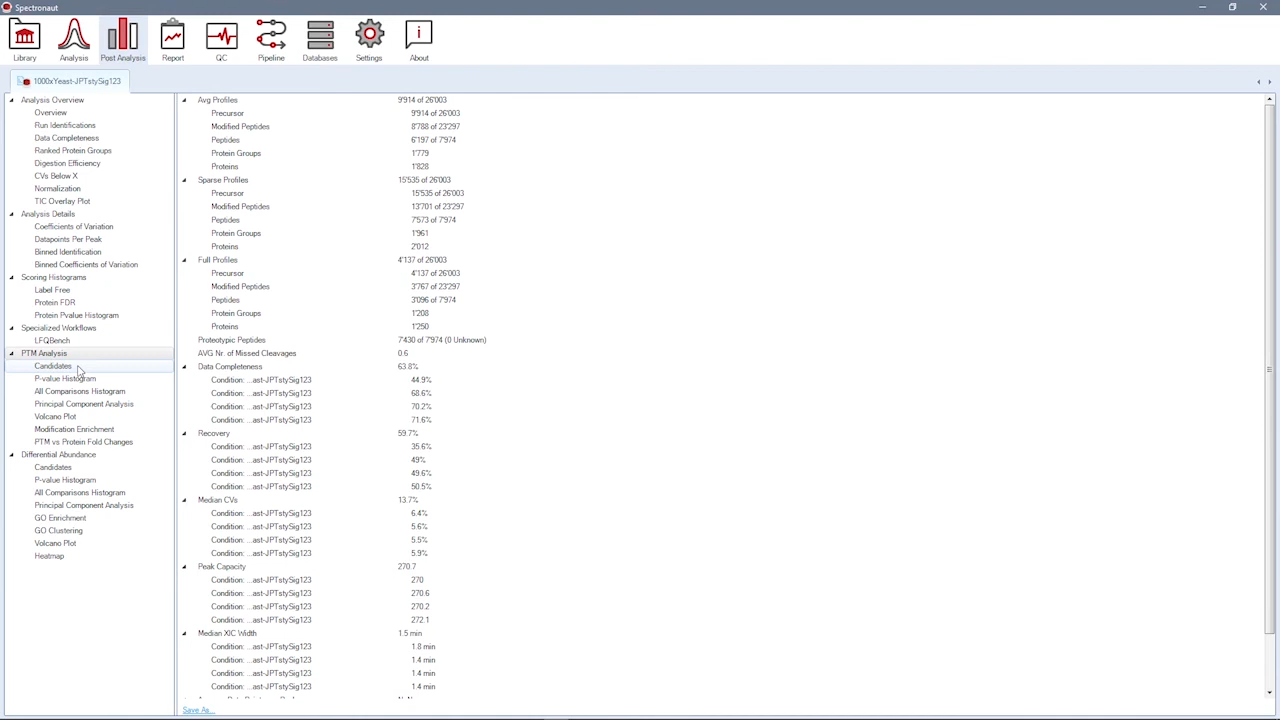 Spectronaut
Library
Analysis
Post Analysis
Report
QC
Pipeline
Databases
Settings
About
1000xYeast-JPTstySig123
Analysis Overview
Overview
Run Identifications
Data Completeness
Ranked Protein Groups
Digestion Efficiency
CVs Below X
Normalization
TIC Overlay Plot
Analysis Details
Coefficients of Variation
Datapoints Per Peak
Binned Identification
Binned Coefficients of Variation
Scoring Histograms
Label Free
Protein FDR
Protein Pvalue Histogram
Specialized Workflows
LFQBench
PTM Analysis
Candidates
P-value Histogram
All Comparisons Histogram
Principal Component Analysis
Volcano Plot
Modification Enrichment
PTM vs Protein Fold Changes
Differential Abundance
Candidates
P-value Histogram
All Comparisons Histogram
Principal Component Analysis
GO Enrichment
GO Clustering
Volcano Plot
Heatmap
Avg Profiles 9'914 of 26'003
Precursor 9'914 of 26'003
Modified Peptides 8'788 of 23'297
Peptides 6'197 of 7'974
Protein Groups 1'779
Proteins 1'828
Sparse Profiles 15'535 of 26'003
Precursor 15'535 of 26'003
Modified Peptides 13'701 of 23'297
Peptides 7'573 of 7'974
Protein Groups 1'961
Proteins 2'012
Full Profiles 4'137 of 26'003
Precursor 4'137 of 26'003
Modified Peptides 3'767 of 23'297
Peptides 3'096 of 7'974
Protein Groups 1'208
Proteins 1'250
Proteotypic Peptides 7'430 of 7'974 (0 Unknown)
AVG Nr. of Missed Cleavages 0.6
Data Completeness 63.8%
Condition: ...ast-JPTstySig123 44.9%
Condition: ...ast-JPTstySig123 68.6%
Condition: ...ast-JPTstySig123 70.2%
Condition: ...ast-JPTstySig123 71.6%
Recovery 59.7%
Condition: ...ast-JPTstySig123 35.6%
Condition: ...ast-JPTstySig123 49%
Condition: ...ast-JPTstySig123 49.6%
Condition: ...ast-JPTstySig123 50.5%
Median CVs 13.7%
Condition: ...ast-JPTstySig123 6.4%
Condition: ...ast-JPTstySig123 5.6%
Condition: ...ast-JPTstySig123 5.5%
Condition: ...ast-JPTstySig123 5.9%
Peak Capacity 270.7
Condition: ...ast-JPTstySig123 270
Condition: ...ast-JPTstySig123 270.6
Condition: ...ast-JPTstySig123 270.2
Condition: ...ast-JPTstySig123 272.1
Median XIC Width 1.5 min
Condition: ...ast-JPTstySig123 1.8 min
Condition: ...ast-JPTstySig123 1.4 min
Condition: ...ast-JPTstySig123 1.4 min
Condition: ...ast-JPTstySig123 1.4 min
Save As...